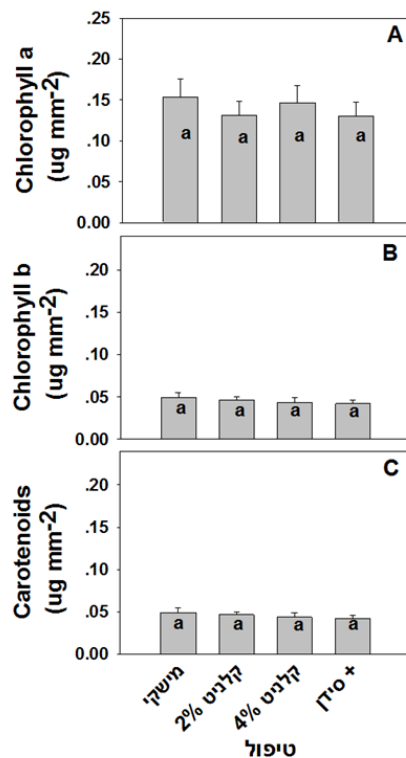 A
.25
.20
.15
.10
.05
0.00
Chlorophyll a
(ug mm-2)
a
a
a
a
B
.20
.15
.10
.05
0.00
Chlorophyll b
(ug mm-2)
a
a
a
a
C
.20
.15
.10
.05
0.00
Carotenoids
(ug mm-2)
a
a
a
a
מישקי
קלניט 2%
קלניט 4%
סידן +
טיפול